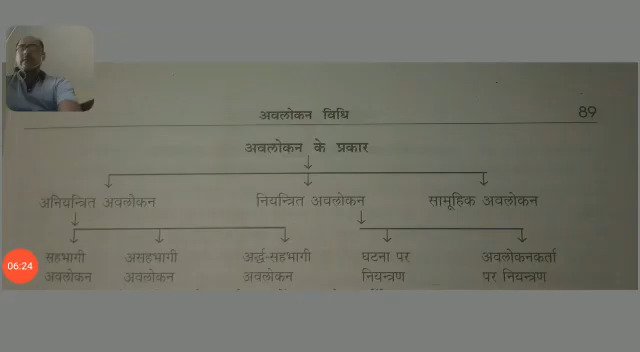 अवलोकन विधि 89
अवलोकन के प्रकार
अनियन्त्रित अवलोकन नियन्त्रित अवलोकन सामूहिक अवलोकन
सहभागी असहभागी अर्द्ध-सहभागी घटना पर अवलोकनकर्ता
अवलोकन अवलोकन अवलोकन नियन्त्रण पर नियन्त्रण
06:24